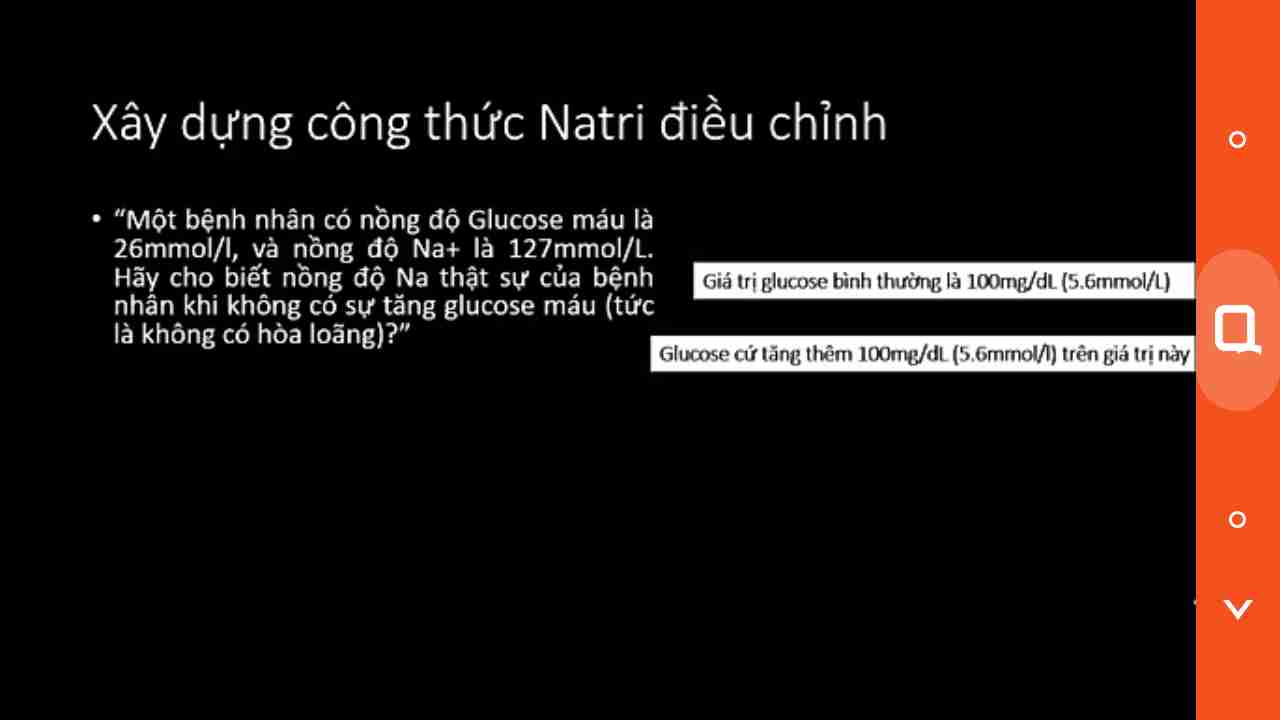 Xây dựng công thức Natri điều chỉnh
• “Một bệnh nhân có nồng độ Glucose máu là
26mmol/l, và nồng độ Na+ là 127mmol/L.
Hãy cho biết nồng độ Na thật sự của bệnh
nhân khi không có sự tăng glucose máu (tức
là không có hòa loãng)?”
Giá trị glucose bình thường là 100mg/dL (5.6mmol/L)
Glucose cứ tăng thêm 100mg/dL (5.6mmol/l) trên giá trị này